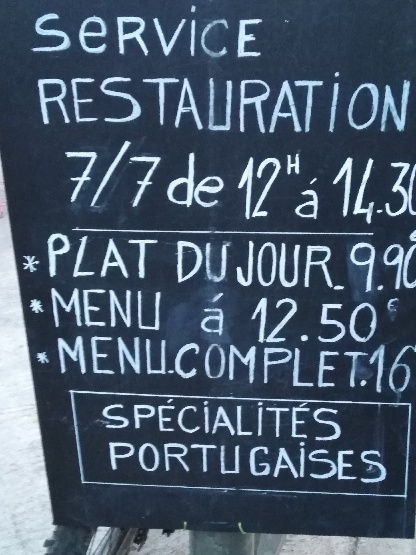 SERVICE
RESTAURATION
7/7 de 12H á 14.30
* PLAT DU JOUR_ 9.90
* MENU á 12.50€
* MENU.COMPLET.16
SPÉCIALITÉS
PORTUGAISES